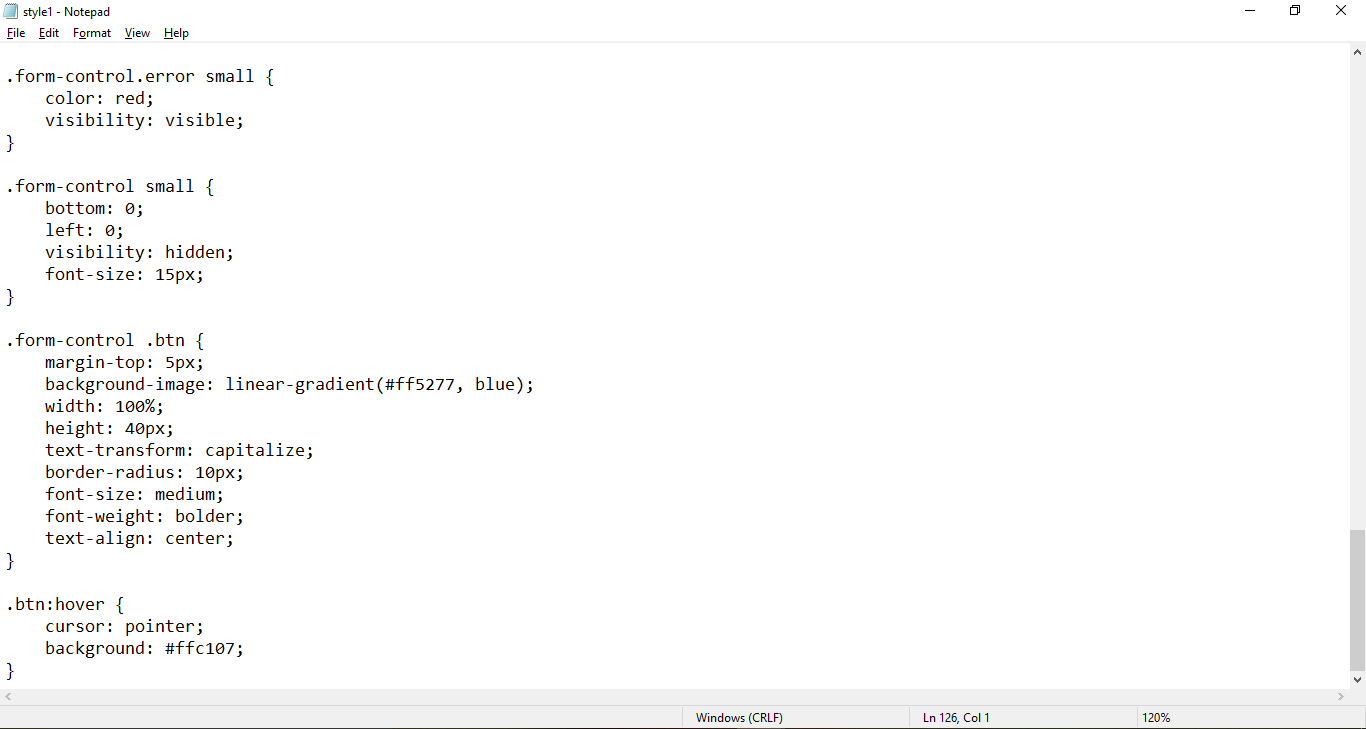 style1 - Notepad
File Edit Format View Help
.form-control.error small {
    color: red;
    visibility: visible;
}
.form-control small {
    bottom: 0;
    left: 0;
    visibility: hidden;
    font-size: 15px;
}
.form-control .btn {
    margin-top: 5px;
    background-image: linear-gradient(#ff5277, blue);
    width: 100%;
    height: 40px;
    text-transform: capitalize;
    border-radius: 10px;
    font-size: medium;
    font-weight: bolder;
    text-align: center;
}
.btn:hover {
    cursor: pointer;
    background: #ffc107;
}
Windows (CRLF) Ln 126, Col 1 120%